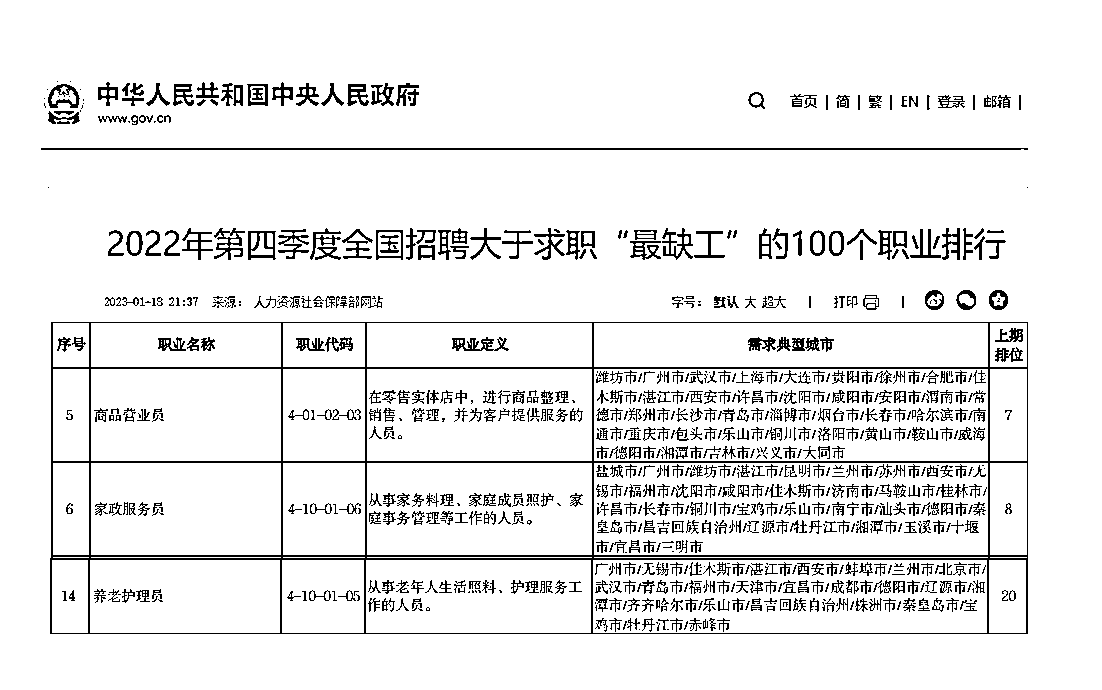 中华人民共和国中央人民政府
www.gov.cn
首页 | 简 | 繁 | EN | 登录 | 邮箱 |
2022年第四季度全国招聘大于求职“最缺工”的100个职业排行
2023-01-18 21:37 来源： 人力资源社会保障部网站
字号： 默认 大 超大 | 打印 |
序号 职业名称 职业代码 职业定义 需求典型城市 上期
排位
5 商品营业员 4-01-02-03
在零售实体店中，进行商品整理、
销售、管理，并为客户提供服务的
人员。
潍坊市/广州市/武汉市/上海市/大连市/贵阳市/徐州市/合肥市/佳
木斯市/湛江市/西安市/许昌市/沈阳市/咸阳市/安阳市/渭南市/常
德市/郑州市/长沙市/青岛市/淄博市/烟台市/长春市/哈尔滨市/南
通市/重庆市/包头市/乐山市/铜川市/洛阳市/黄山市/鞍山市/威海
市/德阳市/湘潭市/吉林市/兴义市/大同市
7
6 家政服务员 4-10-01-06
从事家务料理、家庭成员照护、家
庭事务管理等工作的人员。
盐城市/广州市/潍坊市/湛江市/昆明市/兰州市/苏州市/西安市/无
锡市/福州市/沈阳市/咸阳市/佳木斯市/济南市/马鞍山市/桂林市/
许昌市/长春市/铜川市/宝鸡市/乐山市/南宁市/汕头市/德阳市/秦
皇岛市/昌吉回族自治州/辽源市/牡丹江市/湘潭市/玉溪市/十堰
市/宜昌市/三明市
8
14 养老护理员 4-10-01-05
从事老年人生活照料、护理服务工
作的人员。
广州市/无锡市/佳木斯市/湛江市/西安市/蚌埠市/兰州市/北京市/
武汉市/青岛市/福州市/天津市/宜昌市/成都市/德阳市/辽源市/湘
潭市/齐齐哈尔市/乐山市/昌吉回族自治州/株洲市/秦皇岛市/宝
鸡市/牡丹江市/赤峰市
20